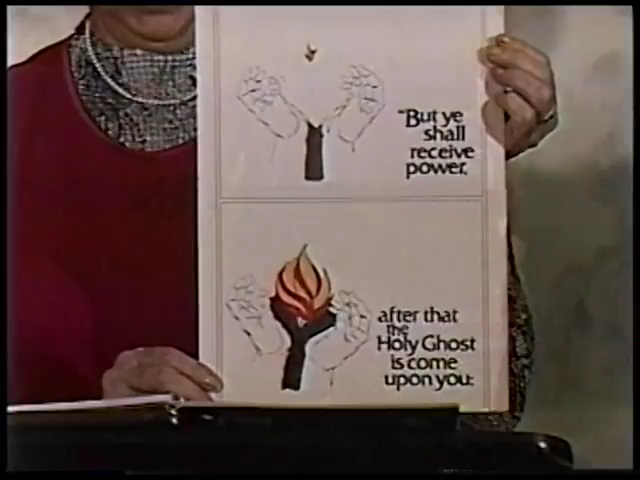 "But ye
shall
receive
power,
after that
the
Holy Ghost
is come
upon you: